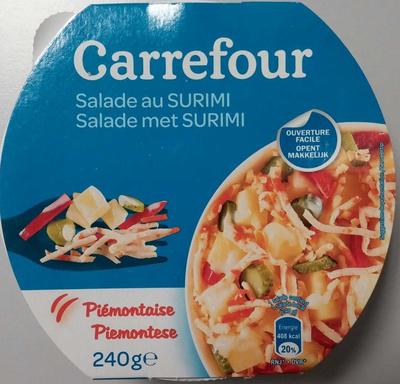 Carrefour
Salade au SURIMI
Salade met SURIMI
OUVERTURE
FACILE
OPENT
MAKKELIJK
Piémontaise
Piemontese
240g℮
Energie
408 kcal
20%